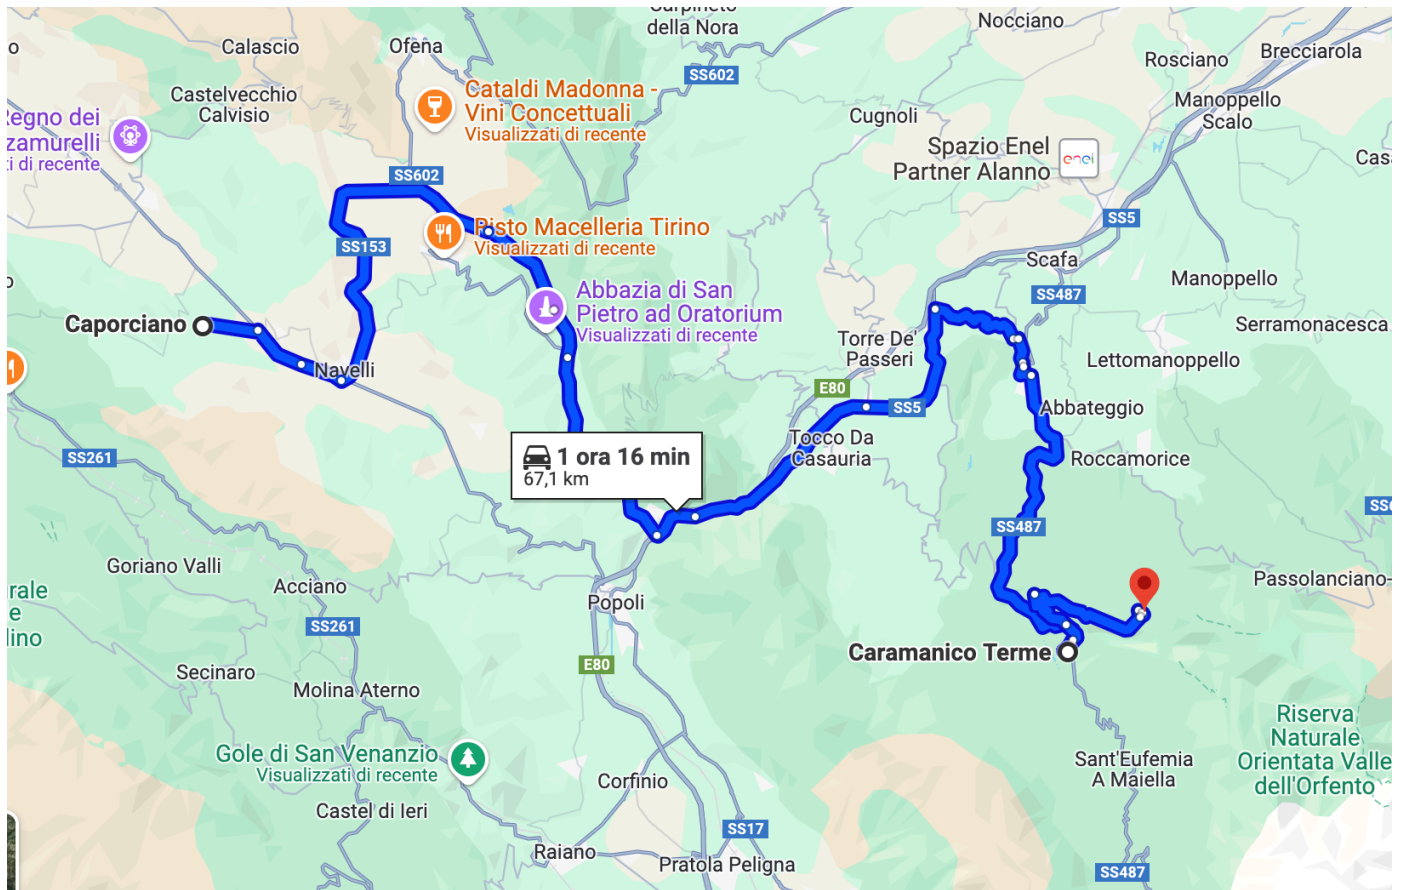 della Nora
Nocciano
Calascio
Ofena
Rosciano
Brecciarola
SS602
Castelvecchio
Calvisio
Cataldi Madonna -
Vini Concettuali
Visualizzati di recente
Manoppello
Scalo
Cugnoli
Spazio Enel
Partner Alanno
enel
SS602
SS153
Risto Macelleria Tirino
Visualizzati di recente
SS5
Scafa
Manoppello
SS487
Abbazia di San
Pietro ad Oratorium
Visualizzati di recente
Caporciano
Serramonacesca
Torre De'
Passeri
Lettomanoppello
Navelli
E80
SS5
Abbateggio
Tocco Da
Casauria
SS261
1 ora 16 min
67,1 km
Roccamorice
SS487
Goriano Valli
Acciano
Passolanciano-
Popoli
SS261
Caramanico Terme
E80
Secinaro
Molina Aterno
Gole di San Venanzio
Visualizzati di recente
Riserva
Naturale
Orientata Valle
dell'Orfento
Sant'Eufemia
A Maiella
Corfinio
Castel di Ieri
SS17
Raiano
Pratola Peligna
SS487